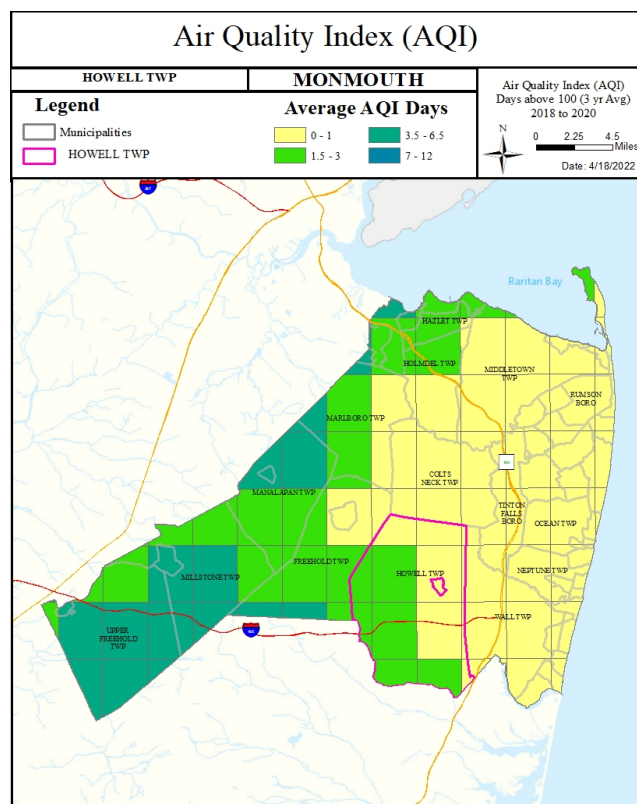 Air Quality Index (AQI)
HOWELL TWP
MONMOUTH
Legend
Municipalities
HOWELL TWP
Average AQI Days
0 - 1
3.5 - 6.5
1.5 - 3
7 - 12
Air Quality Index (AQI)
Days above 100 (3 yr Avg)
2018 to 2020
N
0 2.25 4.5
Miles
Date: 4/18/2022
Raritan Bay
HAZLET TWP
HOLMDEL TWP
MIDDLETOWN
TWP
RUMSON
BORO
MARLBORO TWP
COLTS
NECK TWP
MANALAPAN TWP
TINTON
FALLS
BORO
OCEAN TWP
FREEHOLD TWP
HOWELL TWP
NEPTUNE TWP
MILLSTONE TWP
WALL TWP
UPPER
FREEHOLD
TWP